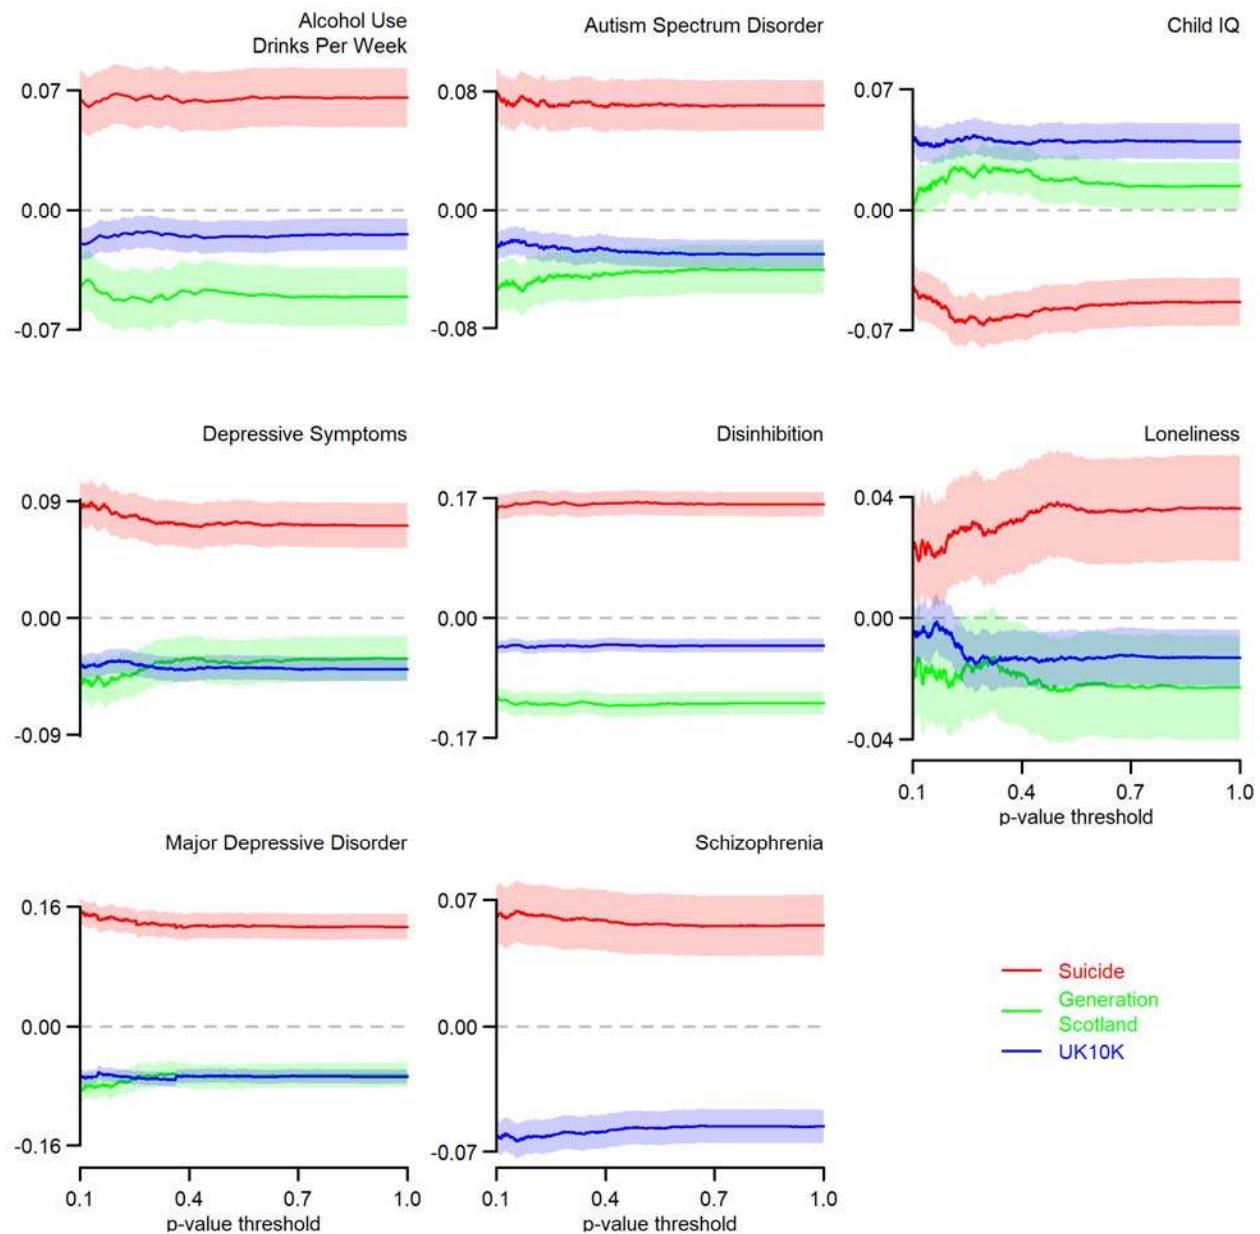 Alcohol Use
Drinks Per Week
0.07
0.00
-0.07
Autism Spectrum Disorder
0.08
0.00
-0.08
Child IQ
0.07
0.00
-0.07
Depressive Symptoms
0.09
0.00
-0.09
Disinhibition
0.17
0.00
-0.17
Loneliness
0.04
0.00
-0.04
0.1 0.4 0.7 1.0
p-value threshold
Major Depressive Disorder
0.16
0.00
-0.16
0.1 0.4 0.7 1.0
p-value threshold
Schizophrenia
0.07
0.00
-0.07
0.1 0.4 0.7 1.0
p-value threshold
Suicide
Generation
Scotland
UK10K